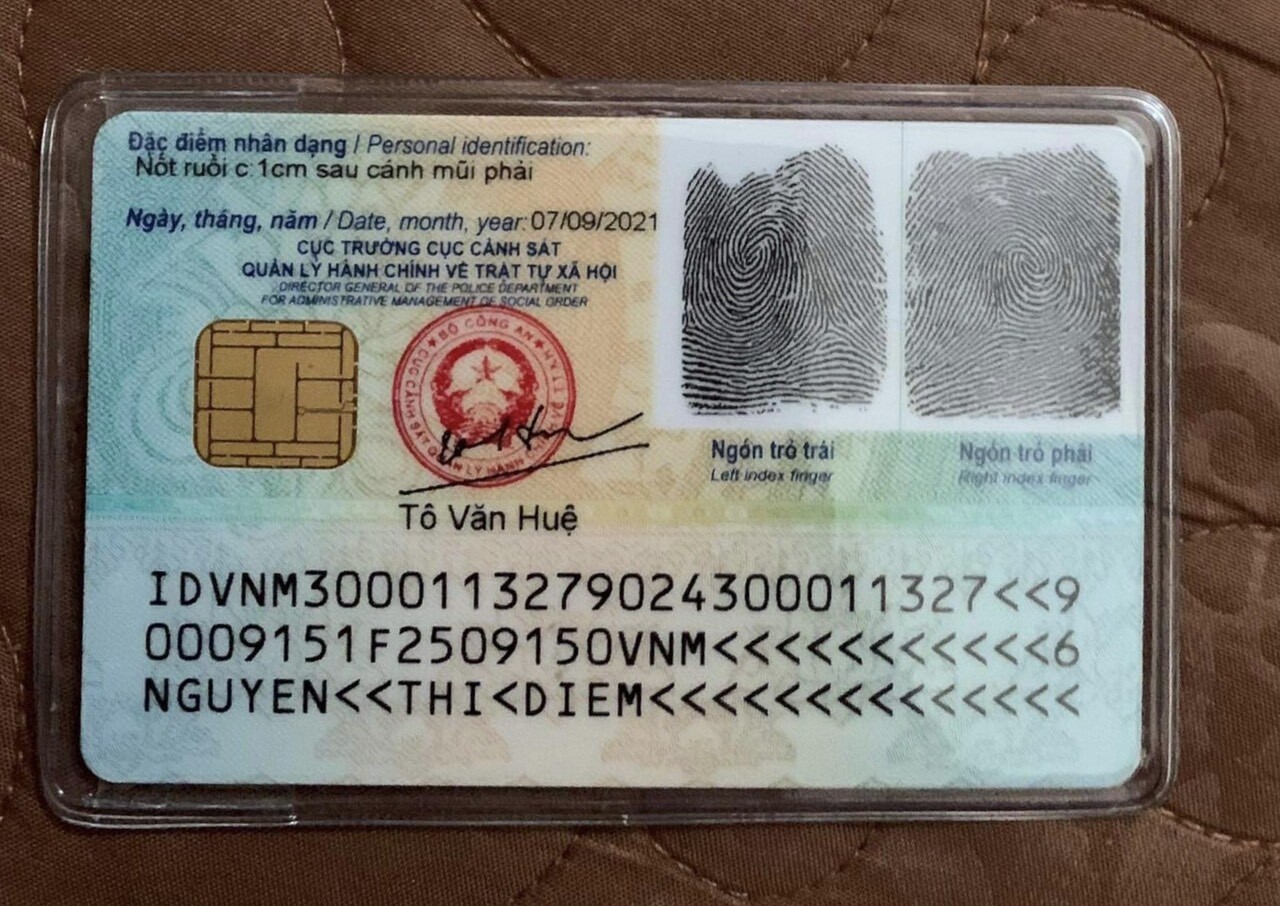 Đặc điểm nhân dạng / Personal identification:
Nốt ruồi c:1cm sau cánh mũi phải
Ngày, tháng, năm / Date, month, year: 07/09/2021
CỤC TRƯỞNG CỤC CẢNH SÁT
QUẢN LÝ HÀNH CHÍNH VỀ TRẬT TỰ XÃ HỘI
DIRECTOR GENERAL OF THE POLICE DEPARTMENT
FOR ADMINISTRATIVE MANAGEMENT OF SOCIAL ORDER
BỘ CÔNG AN
Tô Văn Huệ
Ngón trỏ trái
Left index finger
Ngón trỏ phải
Right index finger
IDVNM3000113279024300011327<<9
0009151F2509150VNM<<<<<<<<<<<6
NGUYEN<<THI<DIEM<<<<<<<<<<<<<<